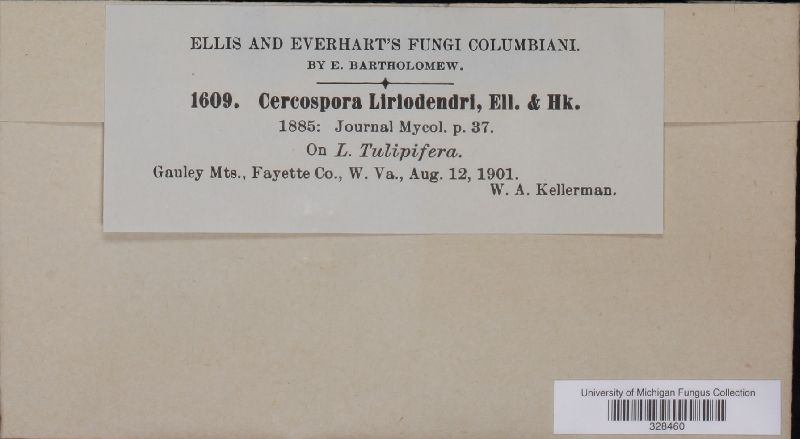 ELLIS AND EVERHART'S FUNGI COLUMBIANI.
BY E. BARTHOLOMEW.
1609. Cercospora Liriodendri, Ell. & Hk.
1885: Journal Mycol. p. 37.
On L. Tulipifera.
Gauley Mts., Fayette Co., W. Va., Aug. 12, 1901.
W. A. Kellerman.
University of Michigan Fungus Collection
328460